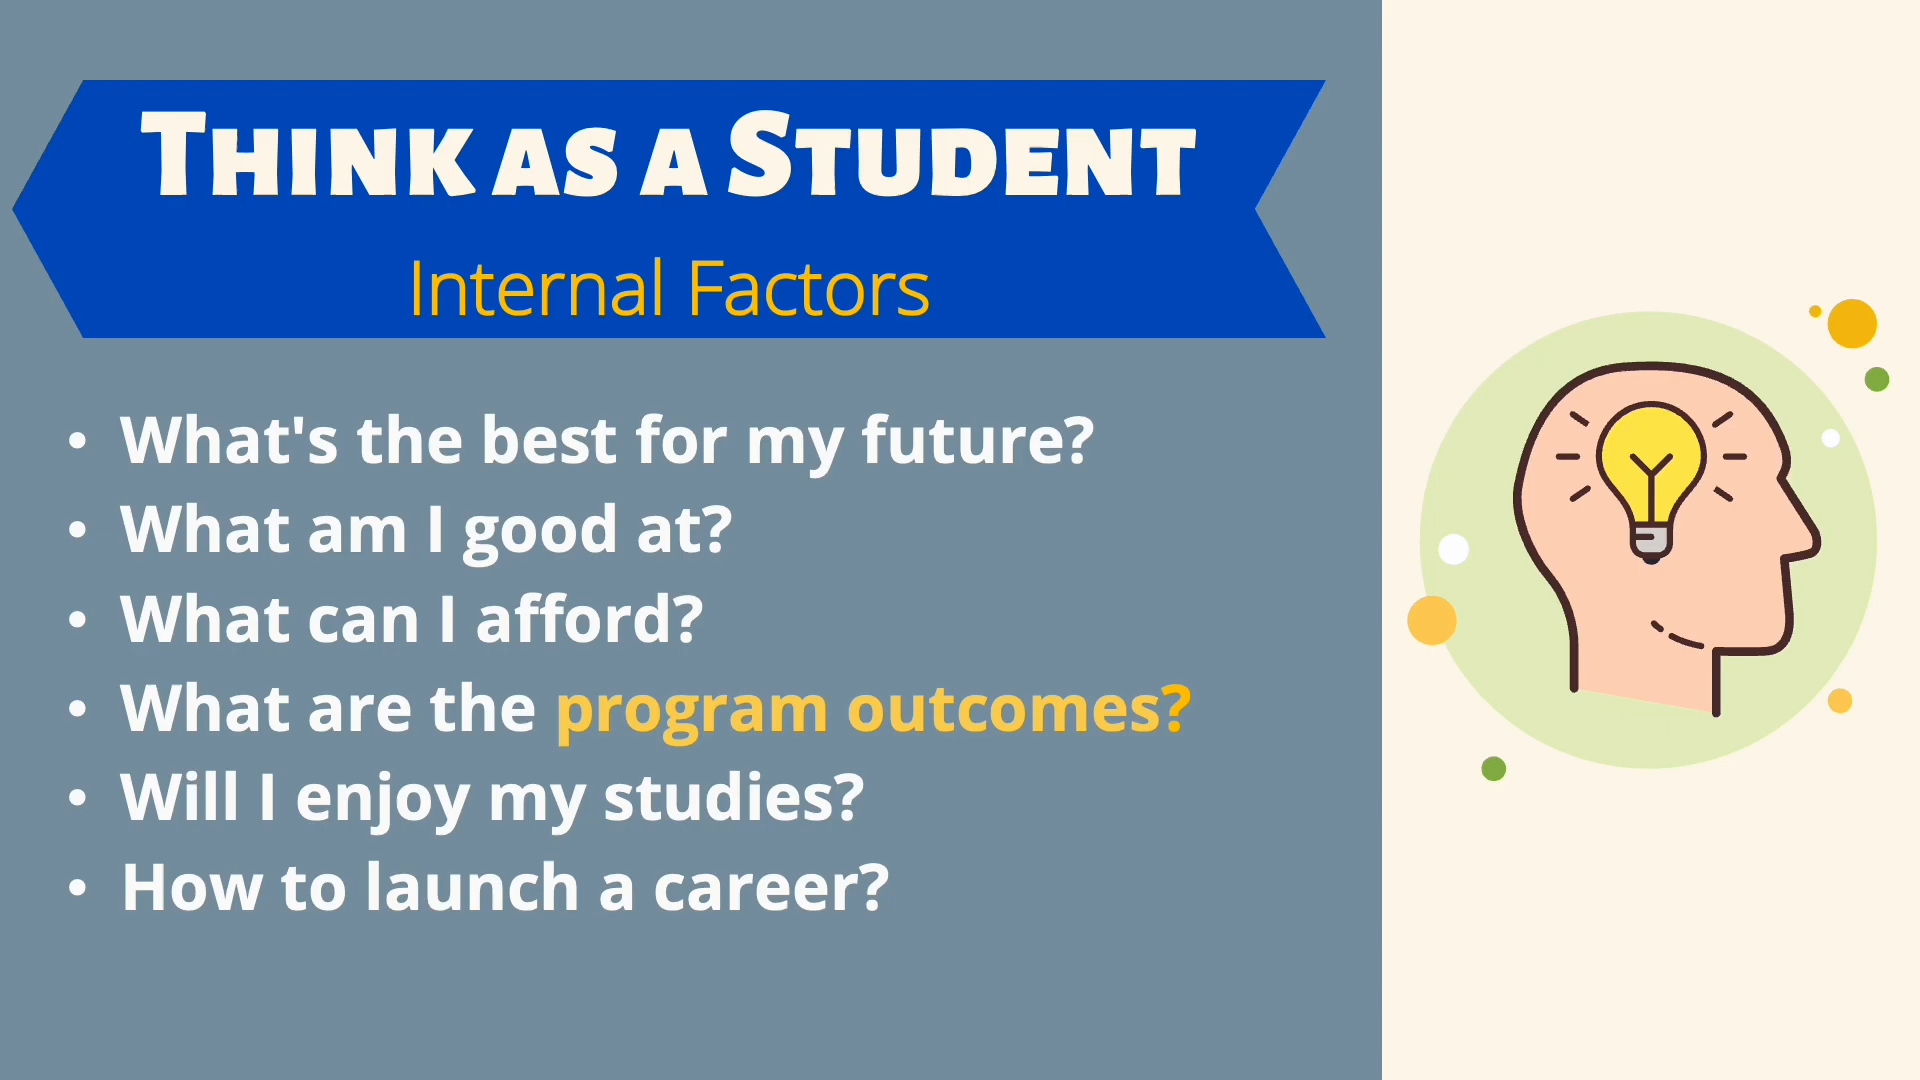 Think as a Student
Internal Factors
• What's the best for my future?
• What am I good at?
• What can I afford?
• What are the program outcomes?
• Will I enjoy my studies?
• How to launch a career?